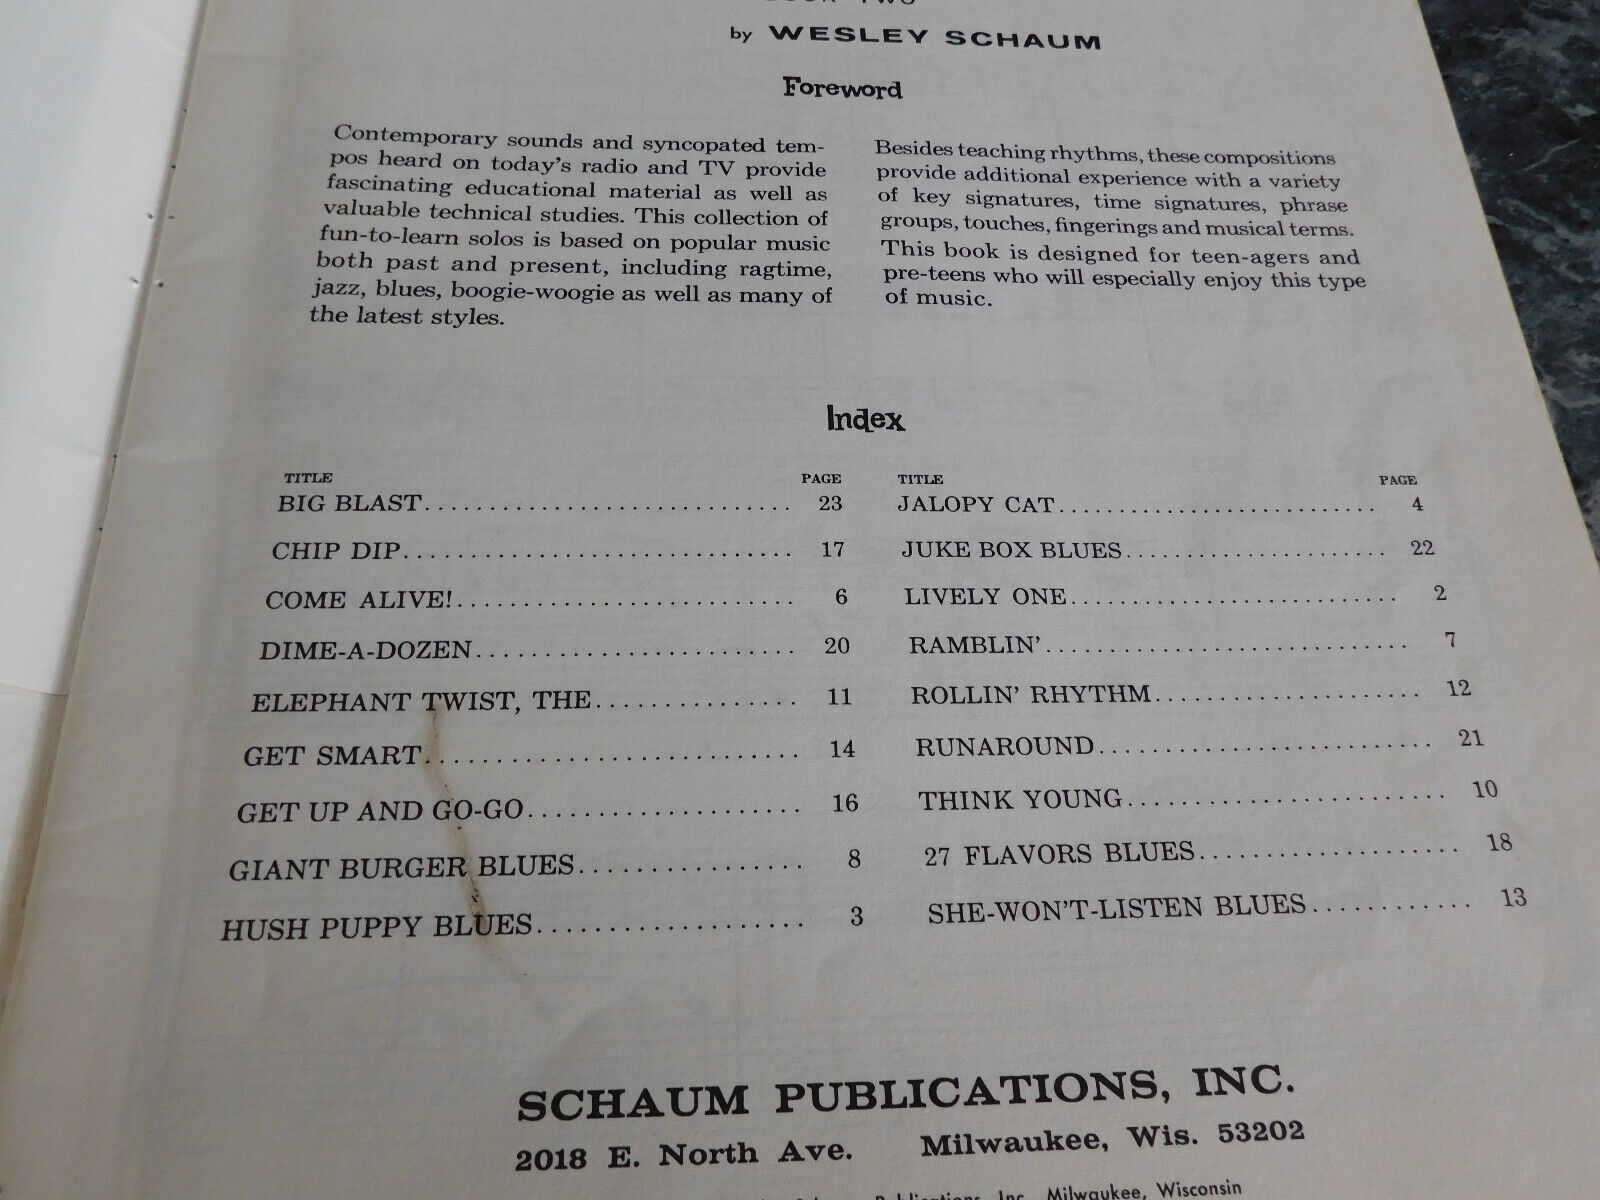 BOOK TWO
by WESLEY SCHAUM
Foreword
Contemporary sounds and syncopated tem-
pos heard on today's radio and TV provide
fascinating educational material as well as
valuable technical studies. This collection of
fun-to-learn solos is based on popular music
both past and present, including ragtime,
jazz, blues, boogie-woogie as well as many of
the latest styles.
Besides teaching rhythms, these compositions
provide additional experience with a variety
of key signatures, time signatures, phrase
groups, touches, fingerings and musical terms.
This book is designed for teen-agers and
pre-teens who will especially enjoy this type
of music.
Index
TITLE PAGE
BIG BLAST 23
CHIP DIP 17
COME ALIVE! 6
DIME-A-DOZEN 20
ELEPHANT TWIST, THE 11
GET SMART 14
GET UP AND GO-GO 16
GIANT BURGER BLUES 8
HUSH PUPPY BLUES 3
TITLE PAGE
JALOPY CAT 4
JUKE BOX BLUES 22
LIVELY ONE 2
RAMBLIN' 7
ROLLIN' RHYTHM 12
RUNAROUND 21
THINK YOUNG 10
27 FLAVORS BLUES 18
SHE-WON'T-LISTEN BLUES 13
SCHAUM PUBLICATIONS, INC.
2018 E. North Ave. Milwaukee, Wis. 53202
Schaum Publications, Inc. Milwaukee, Wisconsin